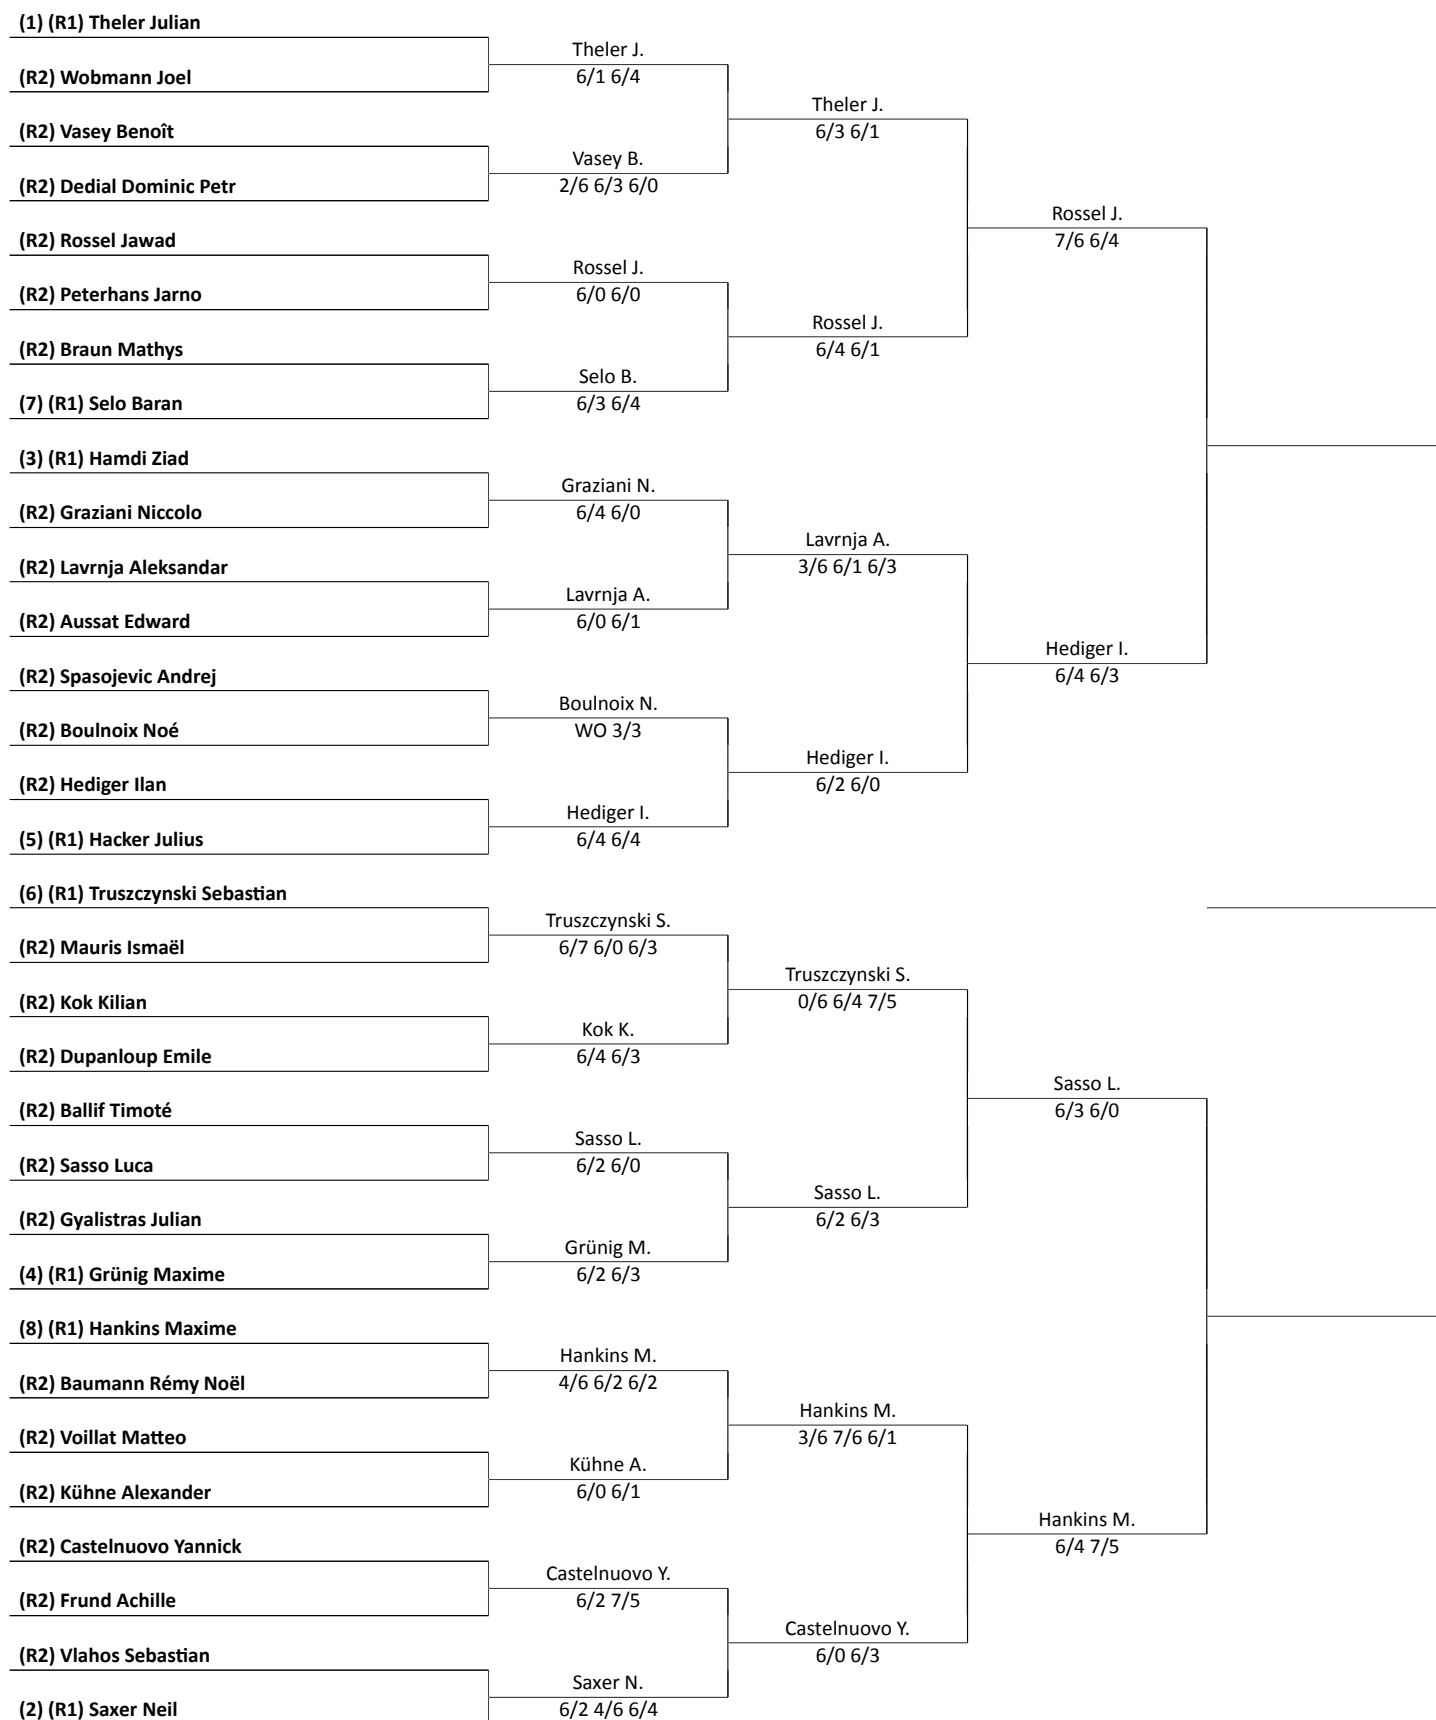 (1) (R1) Theler Julian
(R2) Wobmann Joel
(R2) Vasey Benoît
(R2) Dedial Dominic Petr
(R2) Rossel Jawad
(R2) Peterhans Jarno
(R2) Braun Mathys
(7) (R1) Selo Baran
(3) (R1) Hamdi Ziad
(R2) Graziani Niccolo
(R2) Lavrnja Aleksandar
(R2) Aussat Edward
(R2) Spasojevic Andrej
(R2) Boulnoix Noé
(R2) Hediger Ilan
(5) (R1) Hacker Julius
(6) (R1) Truszczynski Sebastian
(R2) Mauris Ismaël
(R2) Kok Kilian
(R2) Dupanloup Emile
(R2) Ballif Timoté
(R2) Sasso Luca
(R2) Gyalistras Julian
(4) (R1) Grünig Maxime
(8) (R1) Hankins Maxime
(R2) Baumann Rémy Noël
(R2) Voillat Matteo
(R2) Kühne Alexander
(R2) Castelnuovo Yannick
(R2) Frund Achille
(R2) Vlahos Sebastian
(2) (R1) Saxer Neil
Theler J.
6/1 6/4
Vasey B.
2/6 6/3 6/0
Rossel J.
6/0 6/0
Selo B.
6/3 6/4
Graziani N.
6/4 6/0
Lavrnja A.
6/0 6/1
Boulnoix N.
WO 3/3
Hediger I.
6/4 6/4
Truszczynski S.
6/7 6/0 6/3
Kok K.
6/4 6/3
Sasso L.
6/2 6/0
Grünig M.
6/2 6/3
Hankins M.
4/6 6/2 6/2
Kühne A.
6/0 6/1
Castelnuovo Y.
6/2 7/5
Saxer N.
6/2 4/6 6/4
Theler J.
6/3 6/1
Rossel J.
6/4 6/1
Lavrnja A.
3/6 6/1 6/3
Hediger I.
6/2 6/0
Truszczynski S.
0/6 6/4 7/5
Sasso L.
6/2 6/3
Hankins M.
3/6 7/6 6/1
Castelnuovo Y.
6/0 6/3
Rossel J.
7/6 6/4
Hediger I.
6/4 6/3
Sasso L.
6/3 6/0
Hankins M.
6/4 7/5